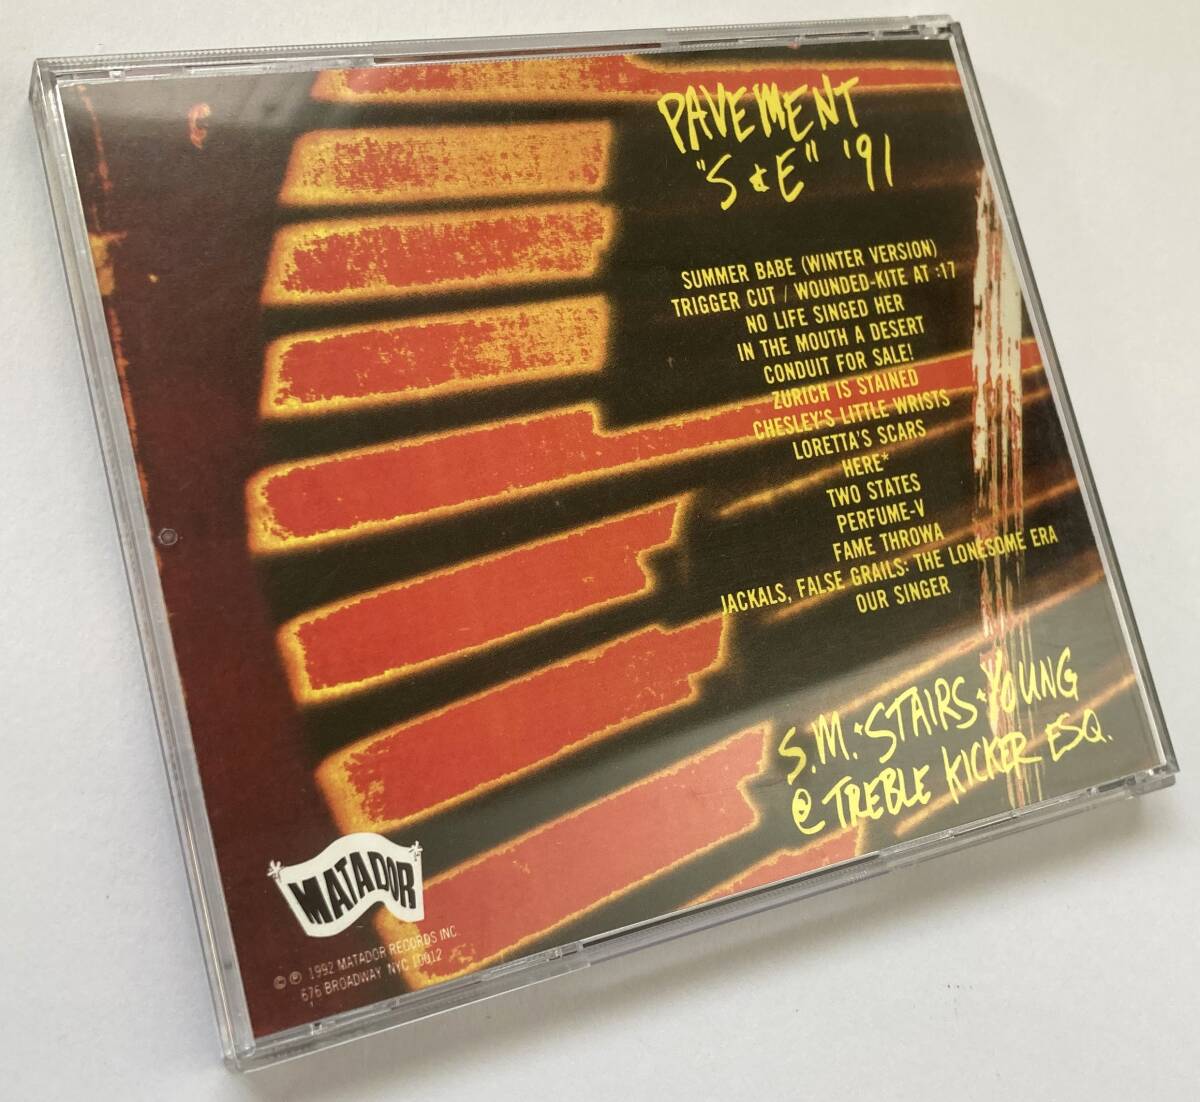 PAVEMENT
"S & E" '91
SUMMER BABE (WINTER VERSION)
TRIGGER CUT / WOUNDED-KITE AT :17
NO LIFE SINGED HER
IN THE MOUTH A DESERT
CONDUIT FOR SALE!
ZURICH IS STAINED
CHESLEY'S LITTLE WRISTS
LORETTA'S SCARS
HERE*
TWO STATES
PERFUME-V
FAME THROWA
JACKALS, FALSE GRAILS: THE LONESOME ERA
OUR SINGER
S.M. + STAIRS + YOUNG
@ TREBLE KICKER ESQ.
MATADOR
© ℗ 1992 MATADOR RECORDS INC.
676 BROADWAY NYC 10012